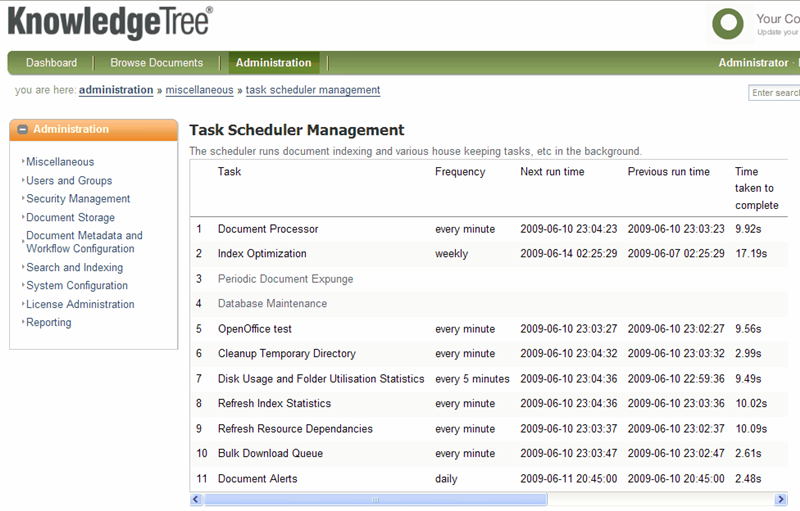 KnowledgeTree®
Your Co
Update your
Dashboard Browse Documents Administration Administrator ·
you are here: administration » miscellaneous » task scheduler management
Enter search
Administration
Miscellaneous
Users and Groups
Security Management
Document Storage
Document Metadata and
Workflow Configuration
Search and Indexing
System Configuration
License Administration
Reporting
Task Scheduler Management
The scheduler runs document indexing and various house keeping tasks, etc in the background.
Task Frequency Next run time Previous run time Time
taken to
complete
1 Document Processor every minute 2009-06-10 23:04:23 2009-06-10 23:03:23 9.92s
2 Index Optimization weekly 2009-06-14 02:25:29 2009-06-07 02:25:29 17.19s
3 Periodic Document Expunge
4 Database Maintenance
5 OpenOffice test every minute 2009-06-10 23:03:27 2009-06-10 23:02:27 9.56s
6 Cleanup Temporary Directory every minute 2009-06-10 23:04:32 2009-06-10 23:03:32 2.99s
7 Disk Usage and Folder Utilisation Statistics every 5 minutes 2009-06-10 23:04:36 2009-06-10 22:59:36 9.49s
8 Refresh Index Statistics every minute 2009-06-10 23:04:36 2009-06-10 23:03:36 10.02s
9 Refresh Resource Dependancies every minute 2009-06-10 23:03:37 2009-06-10 23:02:37 10.09s
10 Bulk Download Queue every minute 2009-06-10 23:03:47 2009-06-10 23:02:47 2.61s
11 Document Alerts daily 2009-06-11 20:45:00 2009-06-10 20:45:00 2.48s